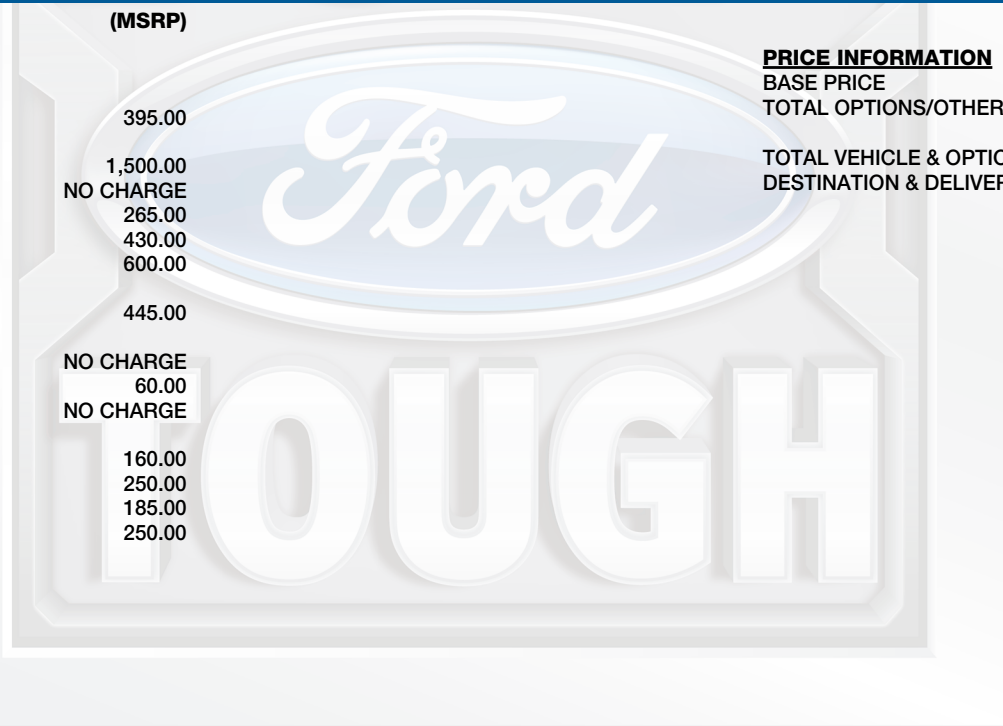 (MSRP)
395.00
1,500.00
NO CHARGE
265.00
430.00
600.00
445.00
NO CHARGE
60.00
NO CHARGE
160.00
250.00
185.00
250.00
PRICE INFORMATION
BASE PRICE
TOTAL OPTIONS/OTHER
TOTAL VEHICLE & OPTIO
DESTINATION & DELIVER
Ford
TOUGH